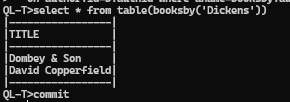 QL-T>select * from table(booksby('Dickens'))
|----------------|
|TITLE           |
|----------------|
|Dombey & Son    |
|David Copperfield|
|----------------|
QL-T>commit